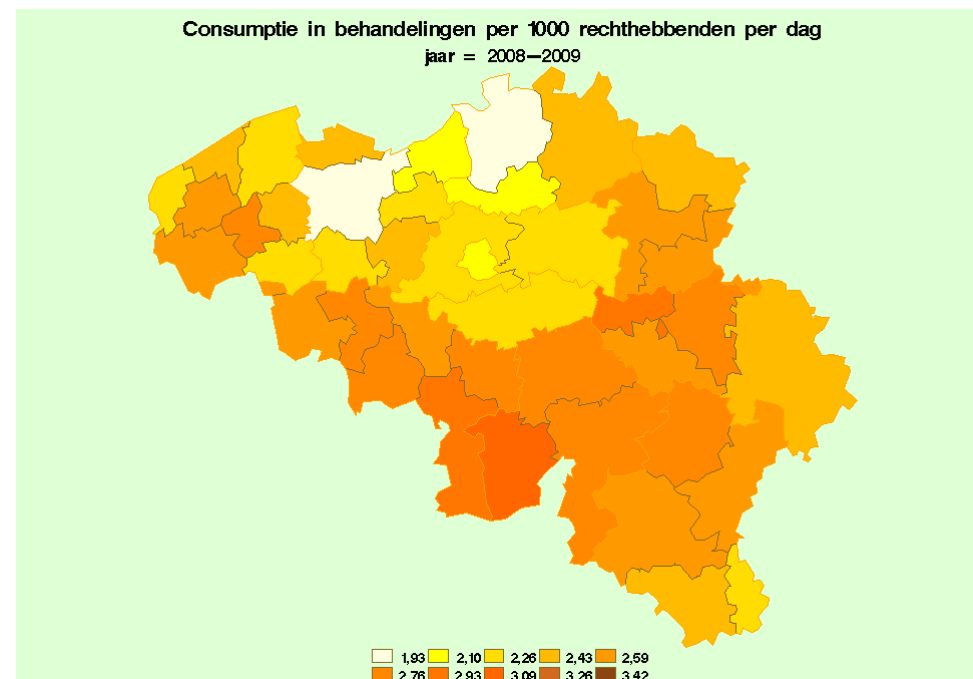 Consumptie in behandelingen per 1000 rechthebbenden per dag
jaar = 2008–2009
1,93 2,10 2,26 2,43 2,59
2,76 2,93 3,09 3,26 3,42